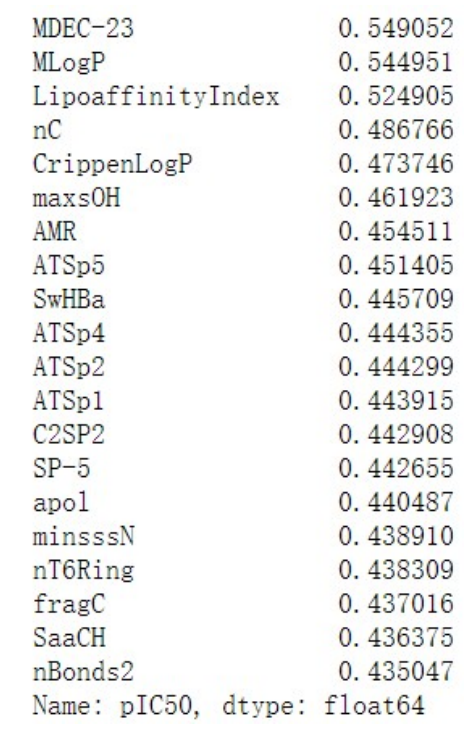 MDEC-23 0.549052
MLogP 0.544951
LipoaffinityIndex 0.524905
nC 0.486766
CrippenLogP 0.473746
maxsOH 0.461923
AMR 0.454511
ATSp5 0.451405
SwHBa 0.445709
ATSp4 0.444355
ATSp2 0.444299
ATSp1 0.443915
C2SP2 0.442908
SP-5 0.442655
apol 0.440487
minsssN 0.438910
nT6Ring 0.438309
fragC 0.437016
SaaCH 0.436375
nBonds2 0.435047
Name: pIC50, dtype: float64